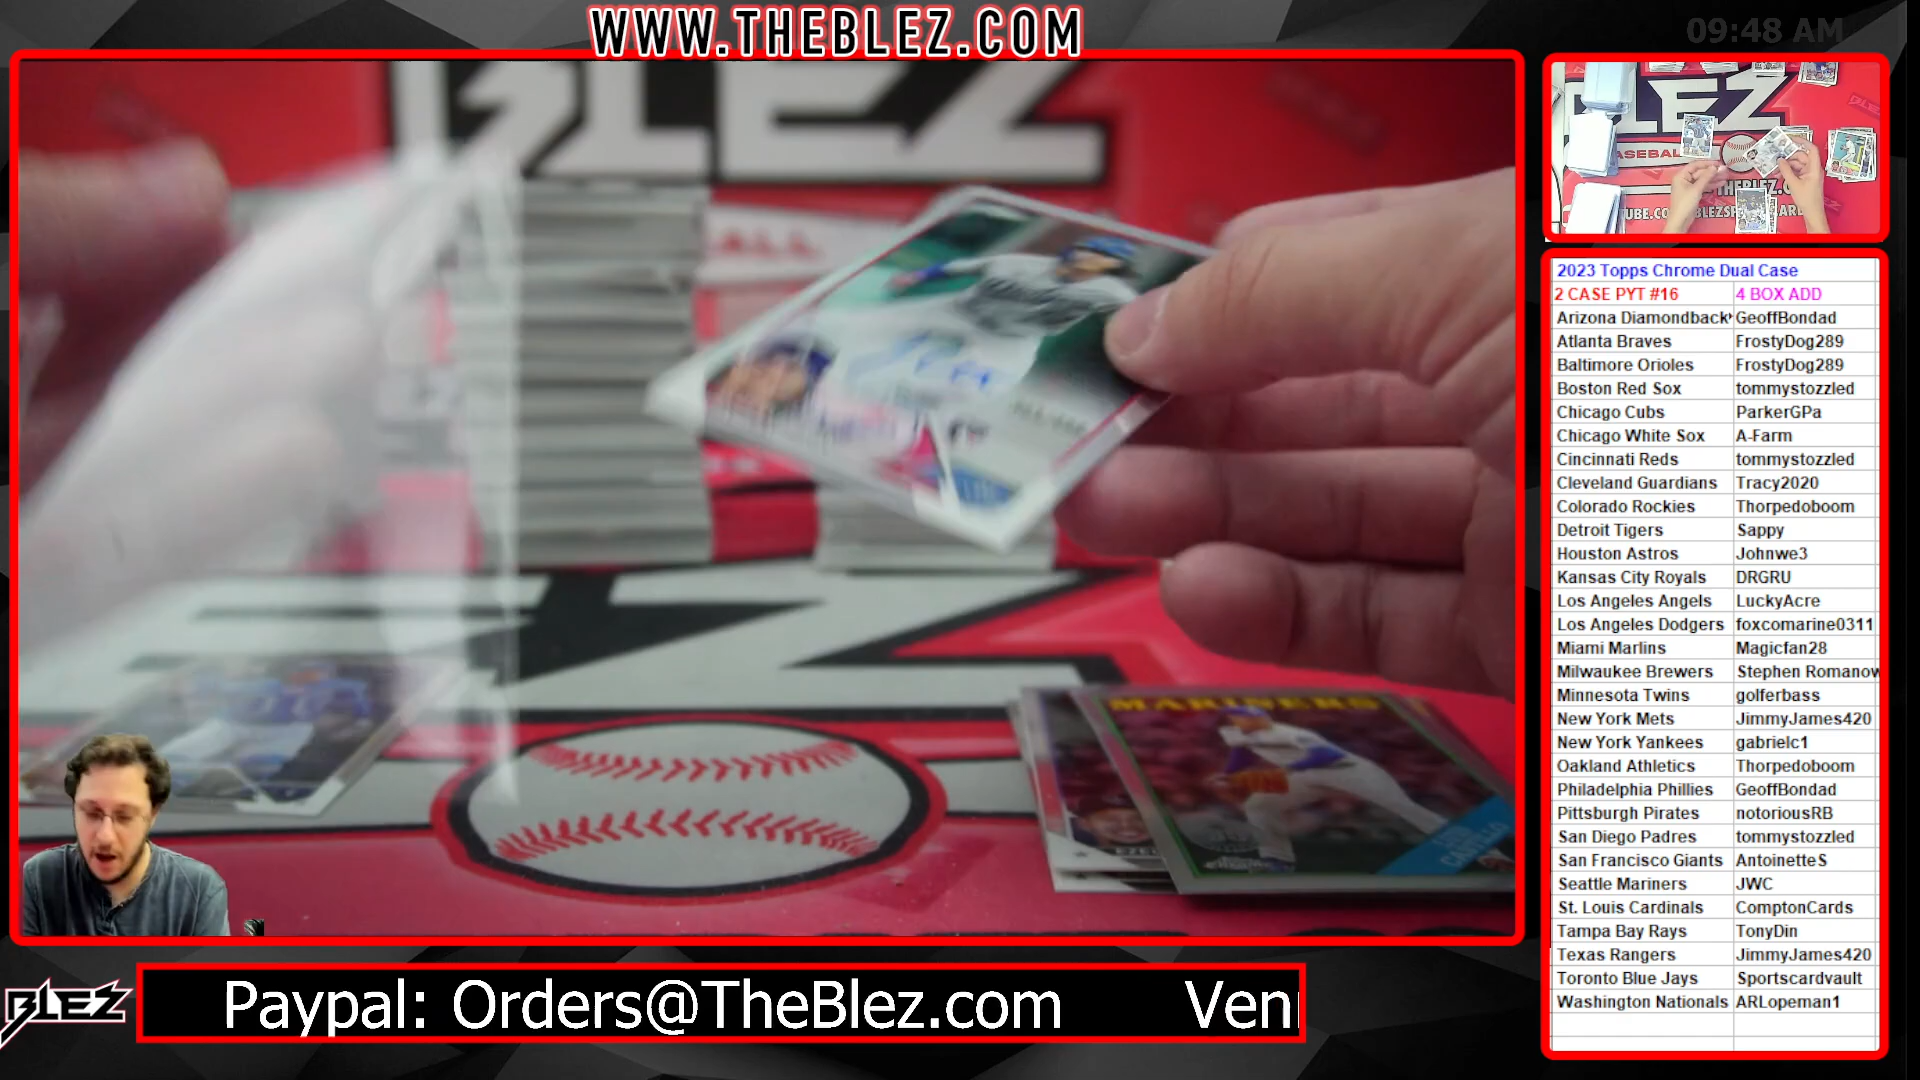 WWW.THEBLEZ.COM
09:48 AM
BLEZ
MARINERS
BLEZ
Paypal: Orders@TheBlez.com Ven
2023 Topps Chrome Dual Case
2 CASE PYT #16 4 BOX ADD
Arizona Diamondback GeoffBondad
Atlanta Braves FrostyDog289
Baltimore Orioles FrostyDog289
Boston Red Sox tommystozzled
Chicago Cubs ParkerGPa
Chicago White Sox A-Farm
Cincinnati Reds tommystozzled
Cleveland Guardians Tracy2020
Colorado Rockies Thorpedoboom
Detroit Tigers Sappy
Houston Astros Johnwe3
Kansas City Royals DRGRU
Los Angeles Angels LuckyAcre
Los Angeles Dodgers foxcomarine0311
Miami Marlins Magicfan28
Milwaukee Brewers Stephen Romanow
Minnesota Twins golferbass
New York Mets JimmyJames420
New York Yankees gabrielc1
Oakland Athletics Thorpedoboom
Philadelphia Phillies GeoffBondad
Pittsburgh Pirates notoriousRB
San Diego Padres tommystozzled
San Francisco Giants AntoinetteS
Seattle Mariners JWC
St. Louis Cardinals ComptonCards
Tampa Bay Rays TonyDin
Texas Rangers JimmyJames420
Toronto Blue Jays Sportscardvault
Washington Nationals ARLopeman1